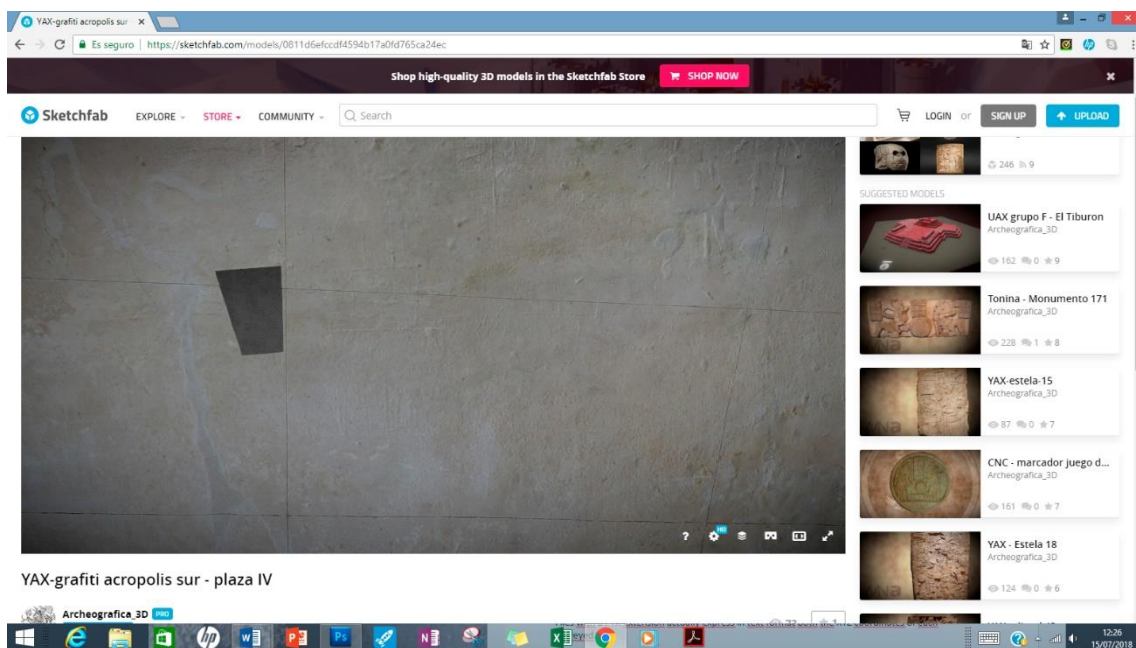 YAX-grafiti acropolis sur
Es seguro | https://sketchfab.com/models/0811d6efccdf4594b17a0fd765ca24ec
Shop high-quality 3D models in the Sketchfab Store SHOP NOW
Sketchfab EXPLORE STORE COMMUNITY Search LOGIN or SIGN UP UPLOAD
246 9
SUGGESTED MODELS
UAX grupo F - El Tiburon
Archeografica_3D
162 0 9
Tonina - Monumento 171
Archeografica_3D
228 1 8
YAX-estela-15
Archeografica_3D
87 0 7
CNC - marcador juego d...
Archeografica_3D
161 0 7
YAX - Estela 18
Archeografica_3D
124 0 6
? HD
YAX-grafiti acropolis sur - plaza IV
Archeografica_3D PRO
12:26
15/07/2018